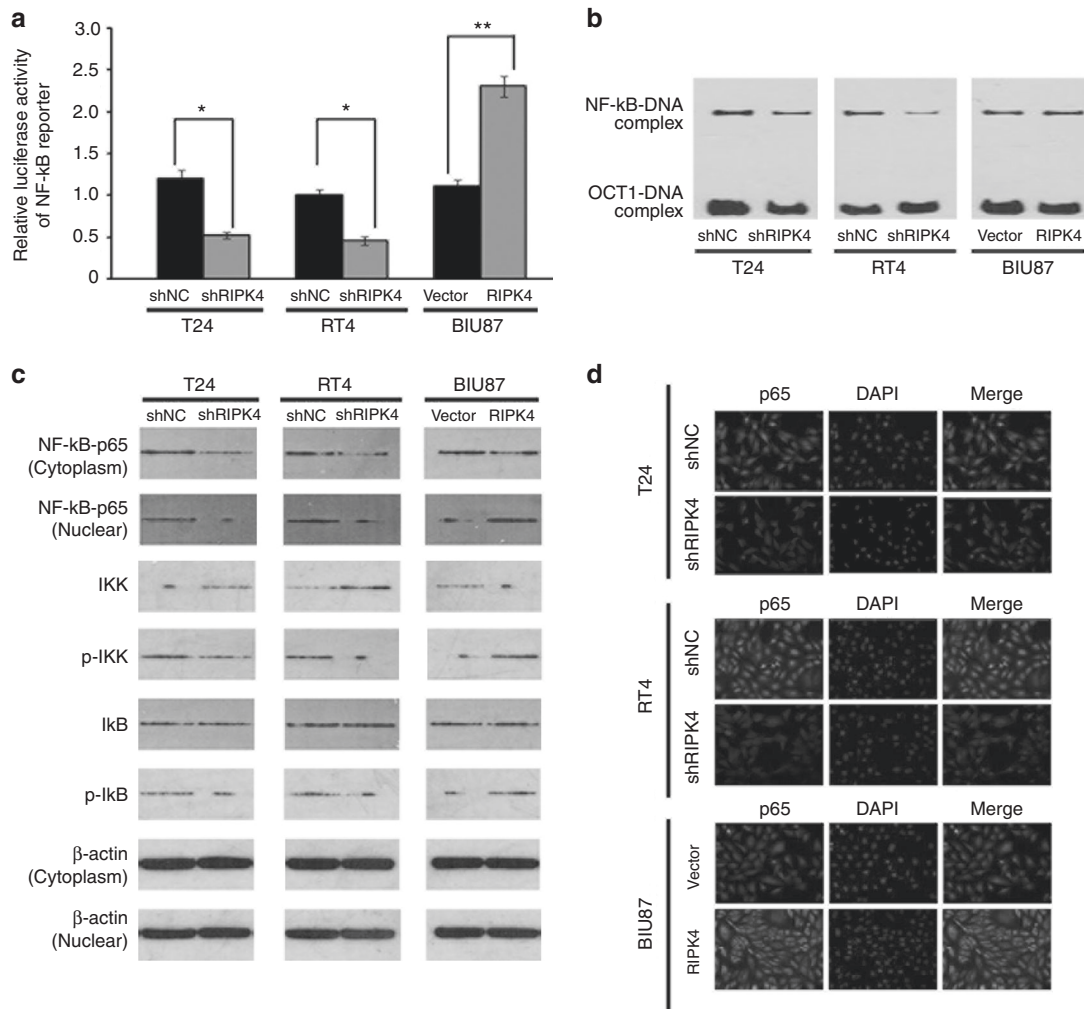 a
Relative luciferase activity
of NF-kB reporter
3.0
2.5
2.0
1.5
1.0
0.5
0
*
*
**
shNC shRIPK4
shNC shRIPK4
Vector RIPK4
T24
RT4
BIU87
b
NF-kB-DNA
complex
OCT1-DNA
complex
shNC shRIPK4
shNC shRIPK4
Vector RIPK4
T24
RT4
BIU87
c
T24
RT4
BIU87
shNC shRIPK4
shNC shRIPK4
Vector RIPK4
NF-kB-p65
(Cytoplasm)
NF-kB-p65
(Nuclear)
IKK
p-IKK
IkB
p-IkB
β-actin
(Cytoplasm)
β-actin
(Nuclear)
d
p65 DAPI Merge
T24
shNC
shRIPK4
p65 DAPI Merge
RT4
shNC
shRIPK4
p65 DAPI Merge
BIU87
Vector
RIPK4